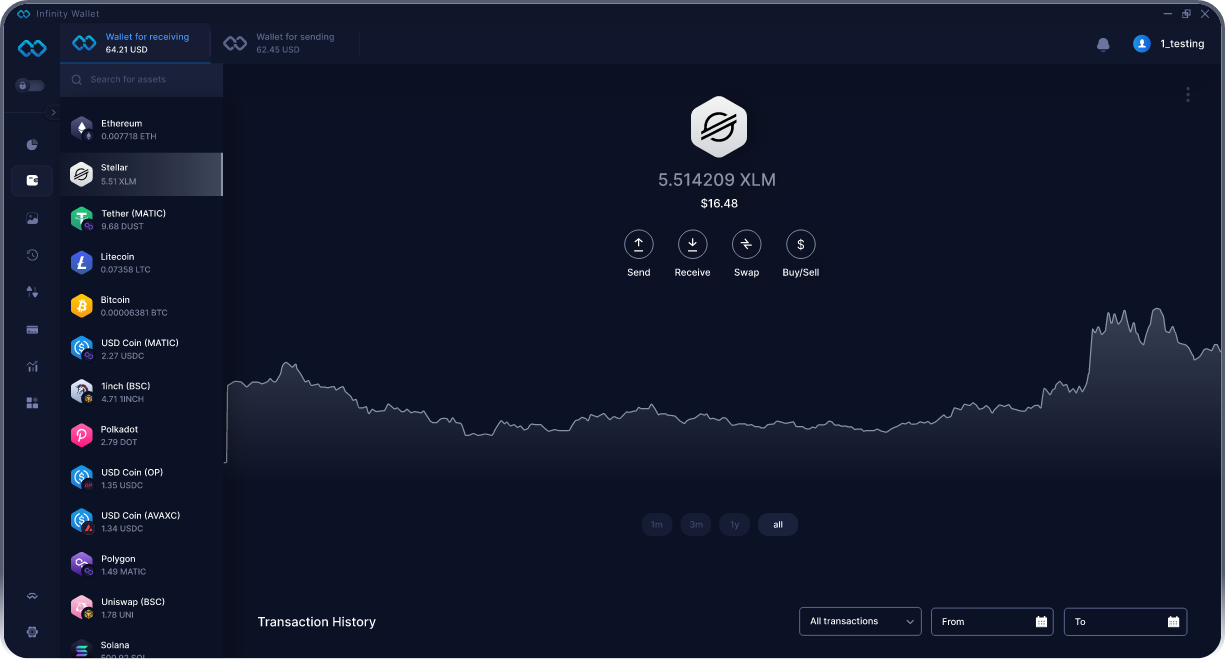 Infinity Wallet
Wallet for receiving
64.21 USD
Wallet for sending
62.45 USD
1_testing
Search for assets
Ethereum
0.007718 ETH
Stellar
5.51 XLM
Tether (MATIC)
9.68 DUST
Litecoin
0.07358 LTC
Bitcoin
0.00006381 BTC
USD Coin (MATIC)
2.27 USDC
1inch (BSC)
4.71 1INCH
Polkadot
2.79 DOT
USD Coin (OP)
1.35 USDC
USD Coin (AVAXC)
1.34 USDC
Polygon
1.49 MATIC
Uniswap (BSC)
1.78 UNI
Solana
5.514209 XLM
$16.48
Send
Receive
Swap
Buy/Sell
1m
3m
1y
all
Transaction History
All transactions
From
To